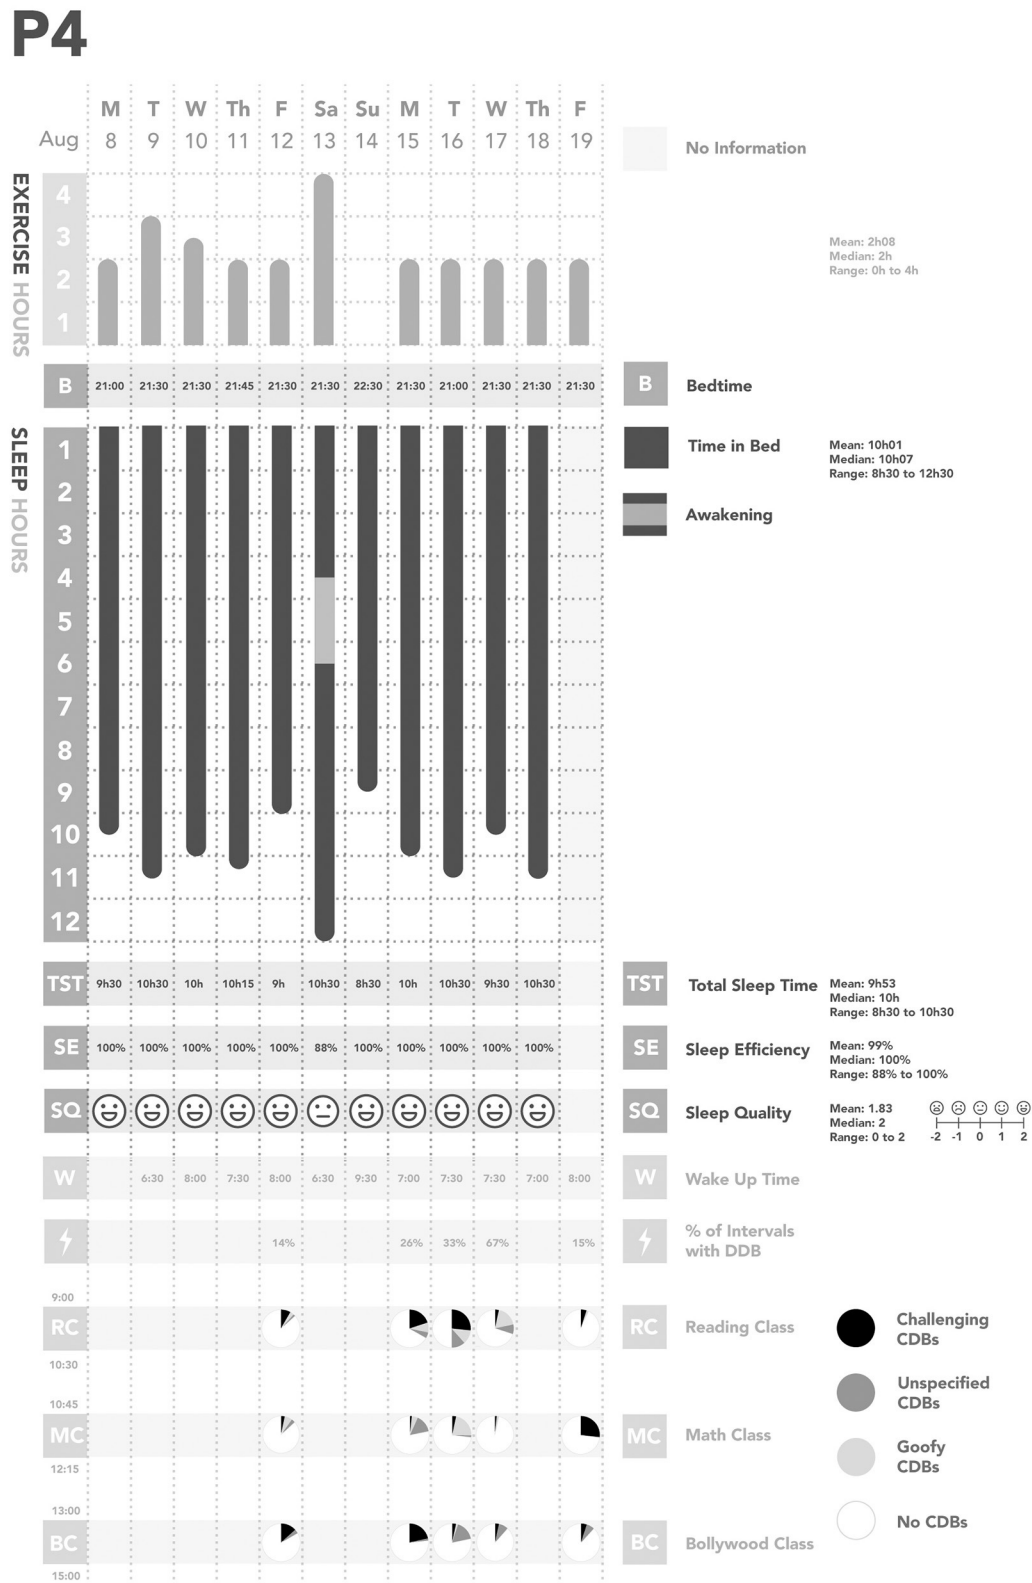 P4
M T W Th F Sa Su M T W Th F
Aug 8 9 10 11 12 13 14 15 16 17 18 19
No Information
EXERCISE HOURS
4
3
2
1
Mean: 2h08
Median: 2h
Range: 0h to 4h
B 21:00 21:30 21:30 21:45 21:30 21:30 22:30 21:30 21:00 21:30 21:30 21:30 B Bedtime
SLEEP HOURS
1
2
3
4
5
6
7
8
9
10
11
12
Time in Bed
Mean: 10h01
Median: 10h07
Range: 8h30 to 12h30
Awakening
TST 9h30 10h30 10h 10h15 9h 10h30 8h30 10h 10h30 9h30 10h30 TST Total Sleep Time
Mean: 9h53
Median: 10h
Range: 8h30 to 10h30
SE 100% 100% 100% 100% 100% 88% 100% 100% 100% 100% 100% SE Sleep Efficiency
Mean: 99%
Median: 100%
Range: 88% to 100%
SQ SQ Sleep Quality
Mean: 1.83
Median: 2
Range: 0 to 2
-2 -1 0 1 2
W 6:30 8:00 7:30 8:00 6:30 9:30 7:00 7:30 7:30 7:00 8:00 W Wake Up Time
14% 26% 33% 67% 15% % of Intervals
with DDB
9:00
RC RC Reading Class
10:30
10:45
MC MC Math Class
12:15
13:00
BC BC Bollywood Class
15:00
Challenging
CDBs
Unspecified
CDBs
Goofy
CDBs
No CDBs